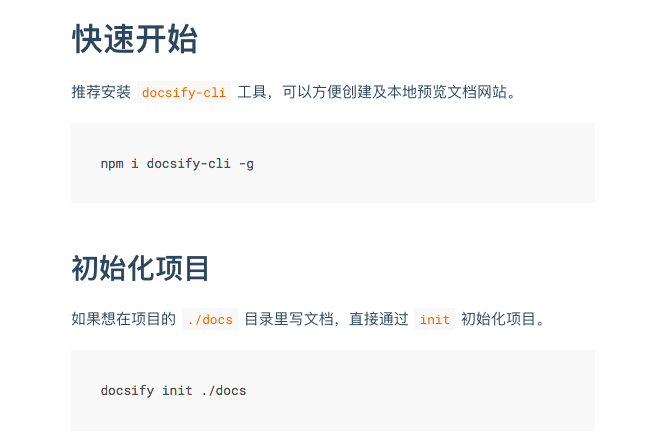 快速开始
推荐安装 docsify-cli 工具，可以方便创建及本地预览文档网站。
npm i docsify-cli -g
初始化项目
如果想在项目的 ./docs 目录里写文档，直接通过 init 初始化项目。
docsify init ./docs